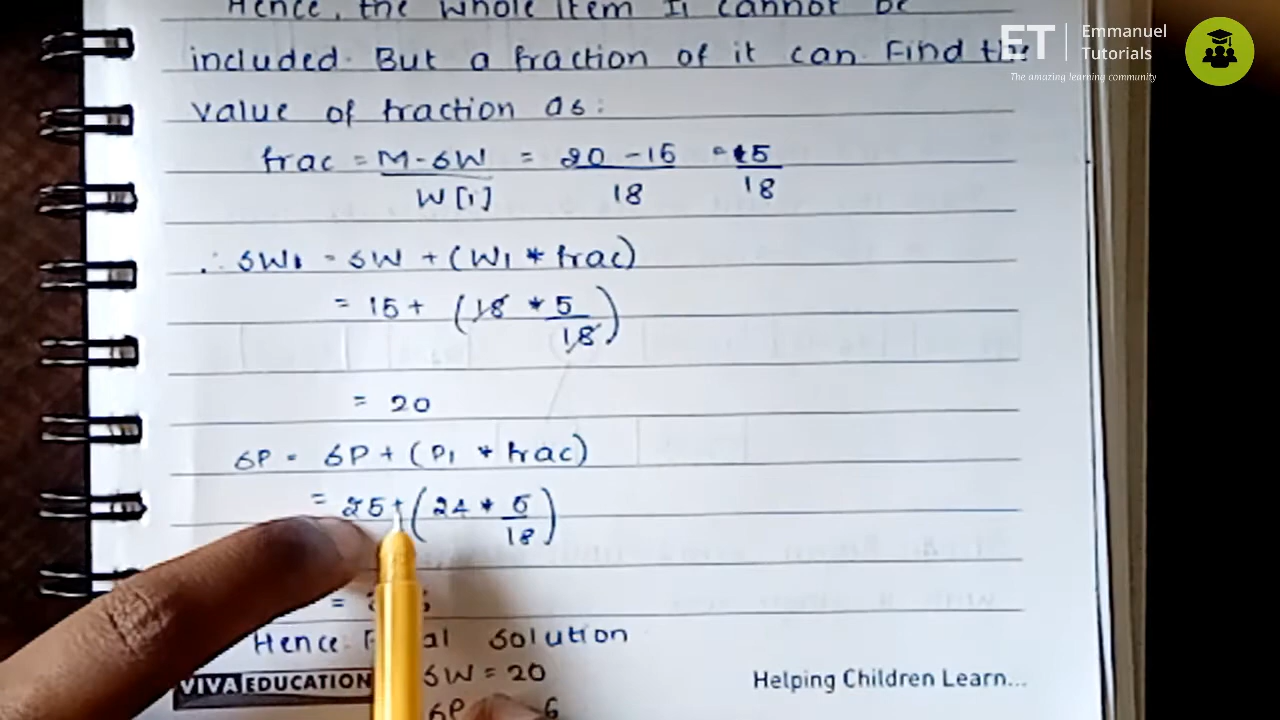 Hence, the whole item I1 cannot be
included. But a fraction of it can. Find the
value of fraction as:
frac = M - SW = 20 - 15 = 5
W[i] 18 18
∴ SW1 = SW + (W1 * frac)
= 15 + (18 * 5
18)
= 20
SP = SP + (P1 * frac)
= 25 + (24 * 5
18)
=
Hence solution
SW = 20
SP 6
VIVA EDUCATION
Helping Children Learn...
ET
Emmanuel
Tutorials
The amazing learning community